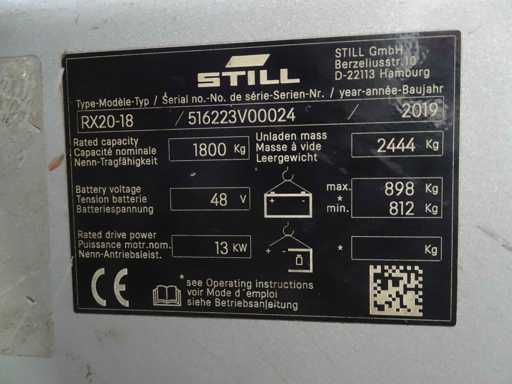 STILL
STILL GmbH
Berzeliusstr.10
D-22113 Hamburg
Type-Modèle-Typ / Serial no.-No. de série-Serien-Nr. / year-année-Baujahr
RX20-18 / 516223V00024 / 2019
Rated capacity
Capacité nominale
Nenn-Tragfähigkeit
1800 Kg
Unladen mass
Masse à vide
Leergewicht
2444 Kg
Battery voltage
Tension batterie
Batteriespannung
48 V
+ -
max. 898 Kg
*
min. 812 Kg
Rated drive power
Puissance motr.nom.
Nenn-Antriebsleist.
13 KW
+ -
* Kg
CE
*see Operating instructions
voir Mode d'emploi
siehe Betriebsanleitung